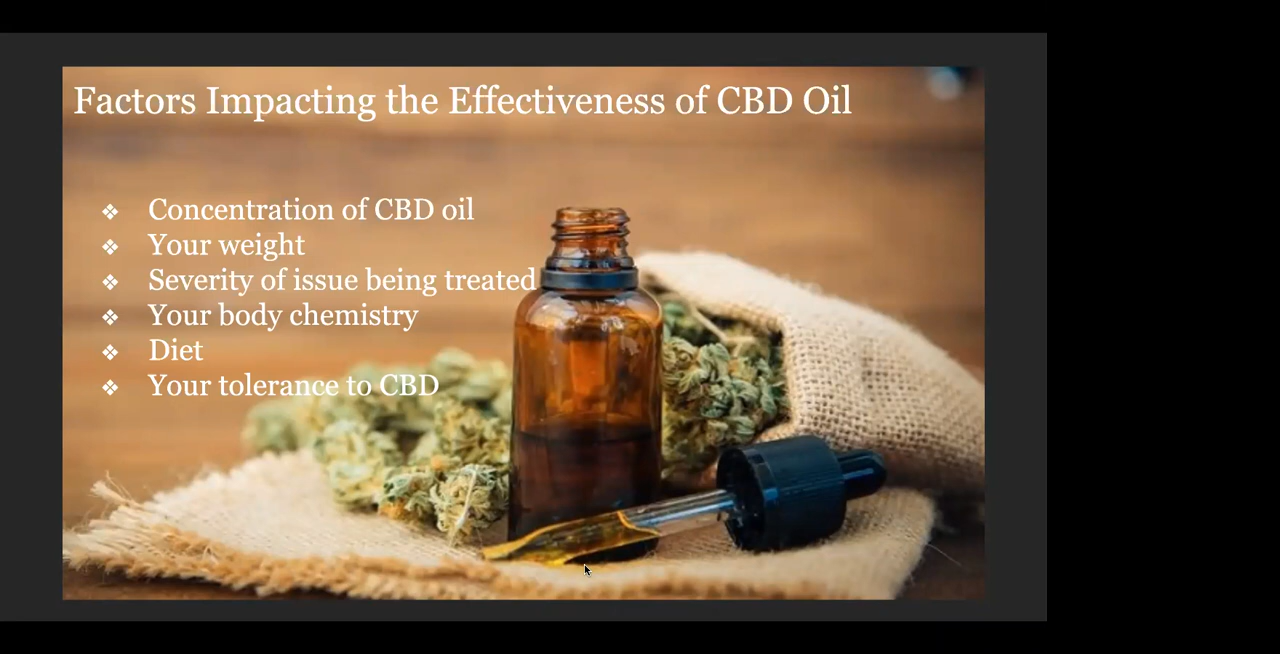 Factors Impacting the Effectiveness of CBD Oil
❖ Concentration of CBD oil
❖ Your weight
❖ Severity of issue being treated
❖ Your body chemistry
❖ Diet
❖ Your tolerance to CBD